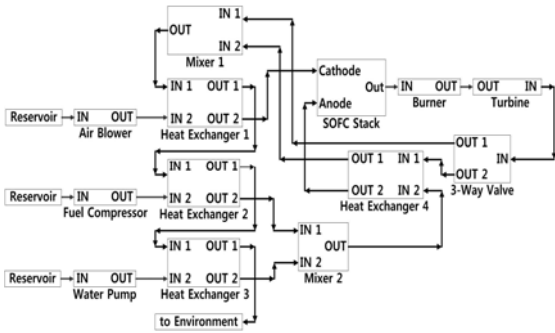 IN 1
OUT
IN 2
Mixer 1
IN 1 OUT 1
Reservoir IN OUT IN 2 OUT 2
Air Blower Heat Exchanger 1
Cathode
Out IN OUT OUT IN
Anode Burner Turbine
SOFC Stack
OUT 1
IN
OUT 2
3-Way Valve
OUT 1 IN 1
OUT 2 IN 2
Heat Exchanger 4
IN 1 OUT 1
Reservoir IN OUT IN 2 OUT 2
Fuel Compressor Heat Exchanger 2
IN 1
OUT
IN 2
Mixer 2
IN 1 OUT 1
Reservoir IN OUT IN 2 OUT 2
Water Pump Heat Exchanger 3
to Environment